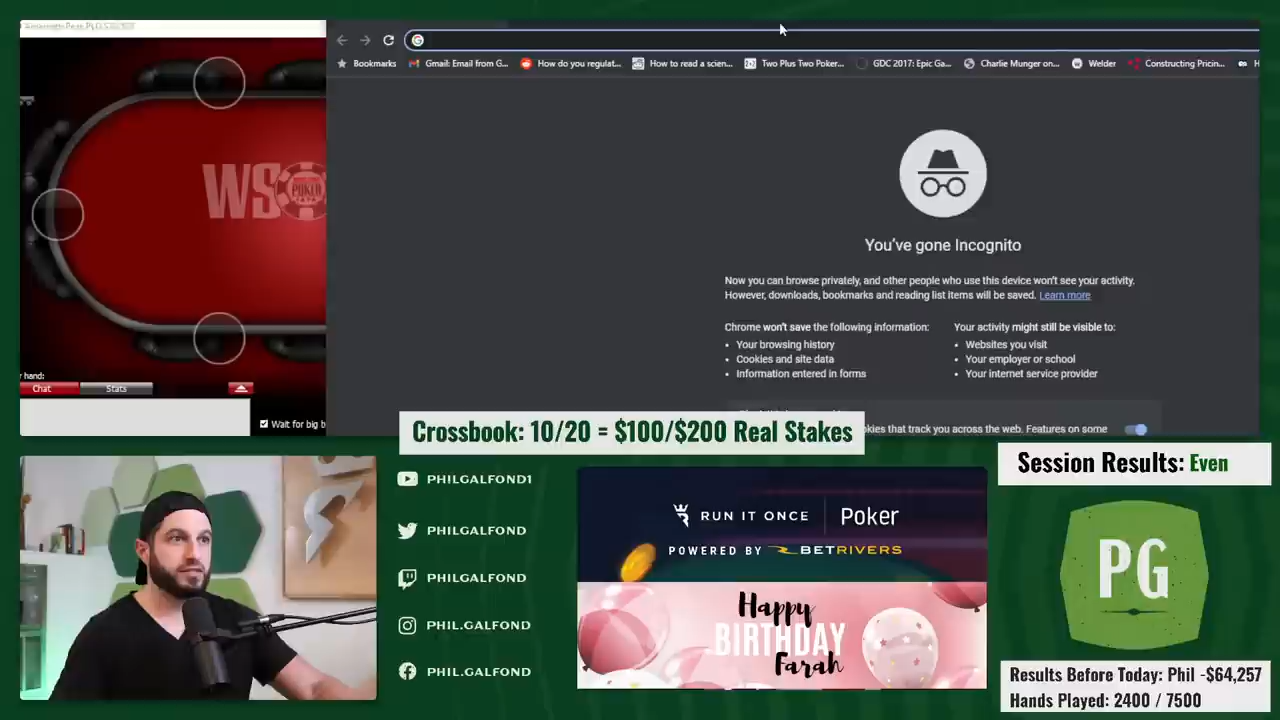 Bookmarks
Gmail: Email from G...
How do you regulat...
How to read a scien...
Two Plus Two Poker...
GDC 2017: Epic Ga...
Charlie Munger on...
Welder
Constructing Pricin...
WS
POKER
You've gone Incognito
Now you can browse privately, and other people who use this device won't see your activity.
However, downloads, bookmarks and reading list items will be saved. Learn more
Chrome won't save the following information:
• Your browsing history
• Cookies and site data
• Information entered in forms
Your activity might still be visible to:
• Websites you visit
• Your employer or school
• Your internet service provider
okies that track you across the web. Features on some
hand:
Chat
Stats
Wait for big b
Crossbook: 10/20 = $100/$200 Real Stakes
Session Results: Even
PHILGALFOND1
PHILGALFOND
PHILGALFOND
PHIL.GALFOND
PHIL.GALFOND
RUN IT ONCE Poker
POWERED BY BETRIVERS
Happy
BIRTHDAY
Farah
PG
Results Before Today: Phil -$64,257
Hands Played: 2400 / 7500